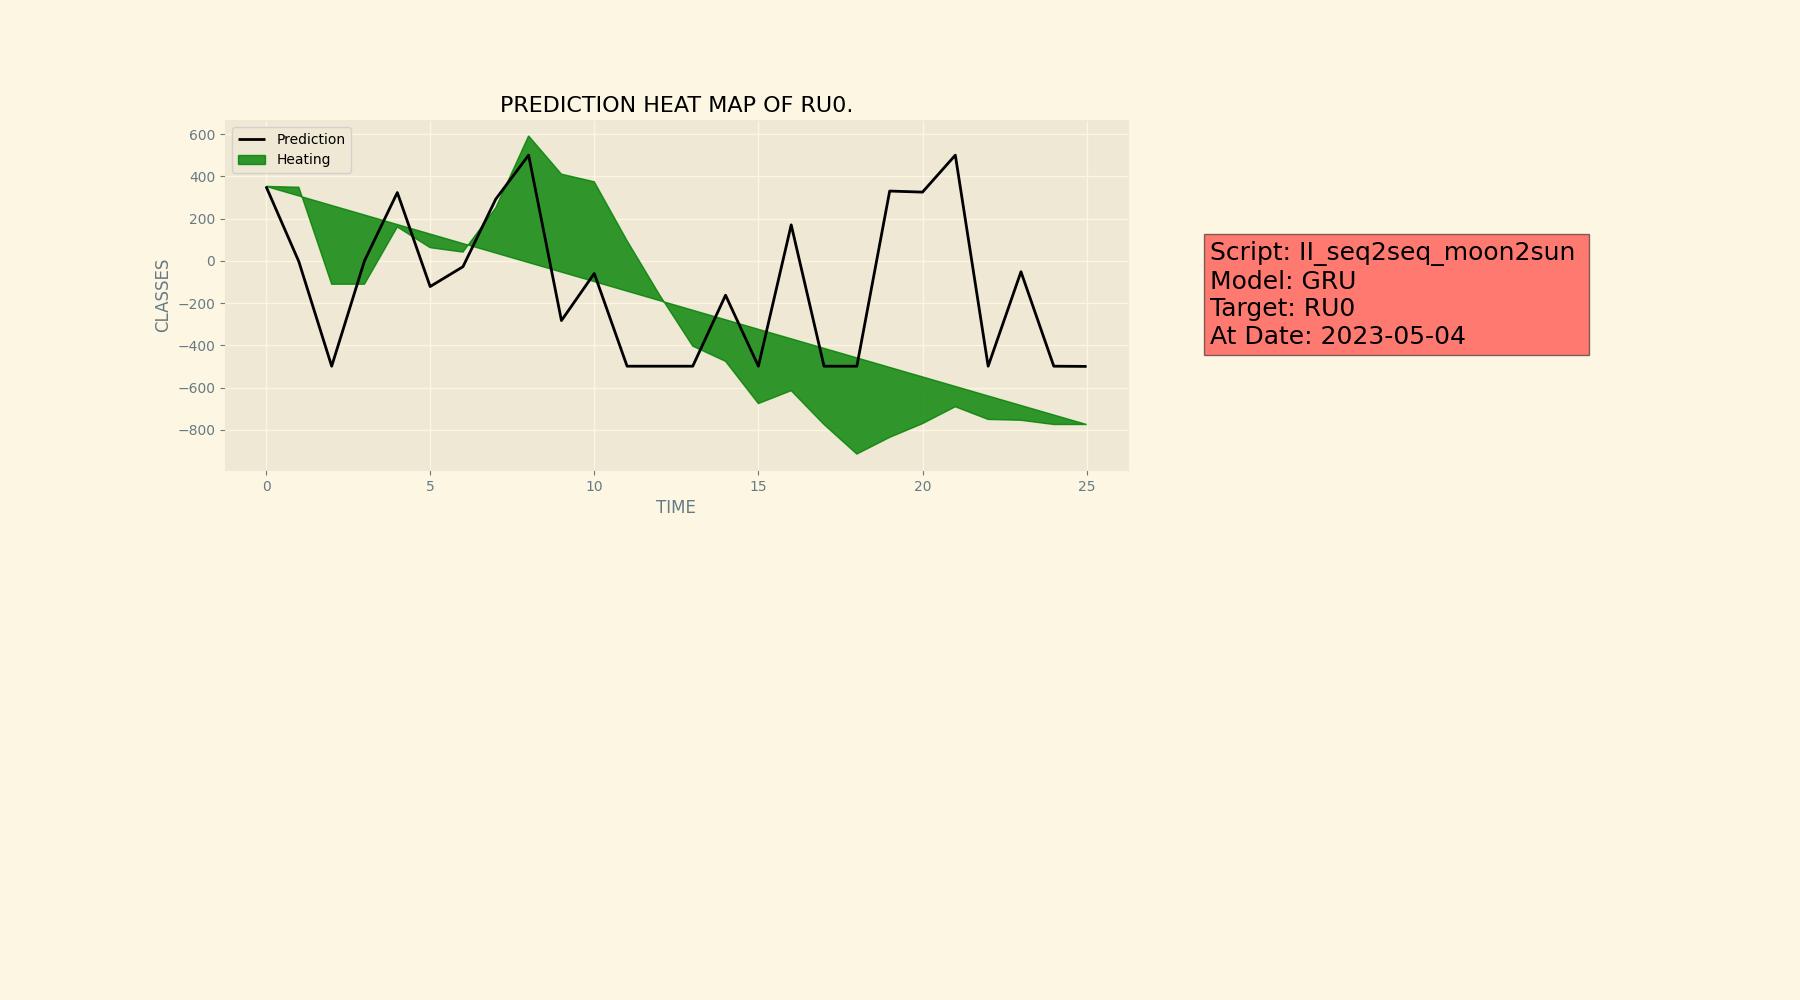 PREDICTION HEAT MAP OF RU0.
Prediction
Heating
600
400
200
0
−200
−400
−600
−800
CLASSES
0 5 10 15 20 25
TIME
Script: II_seq2seq_moon2sun
Model: GRU
Target: RU0
At Date: 2023-05-04